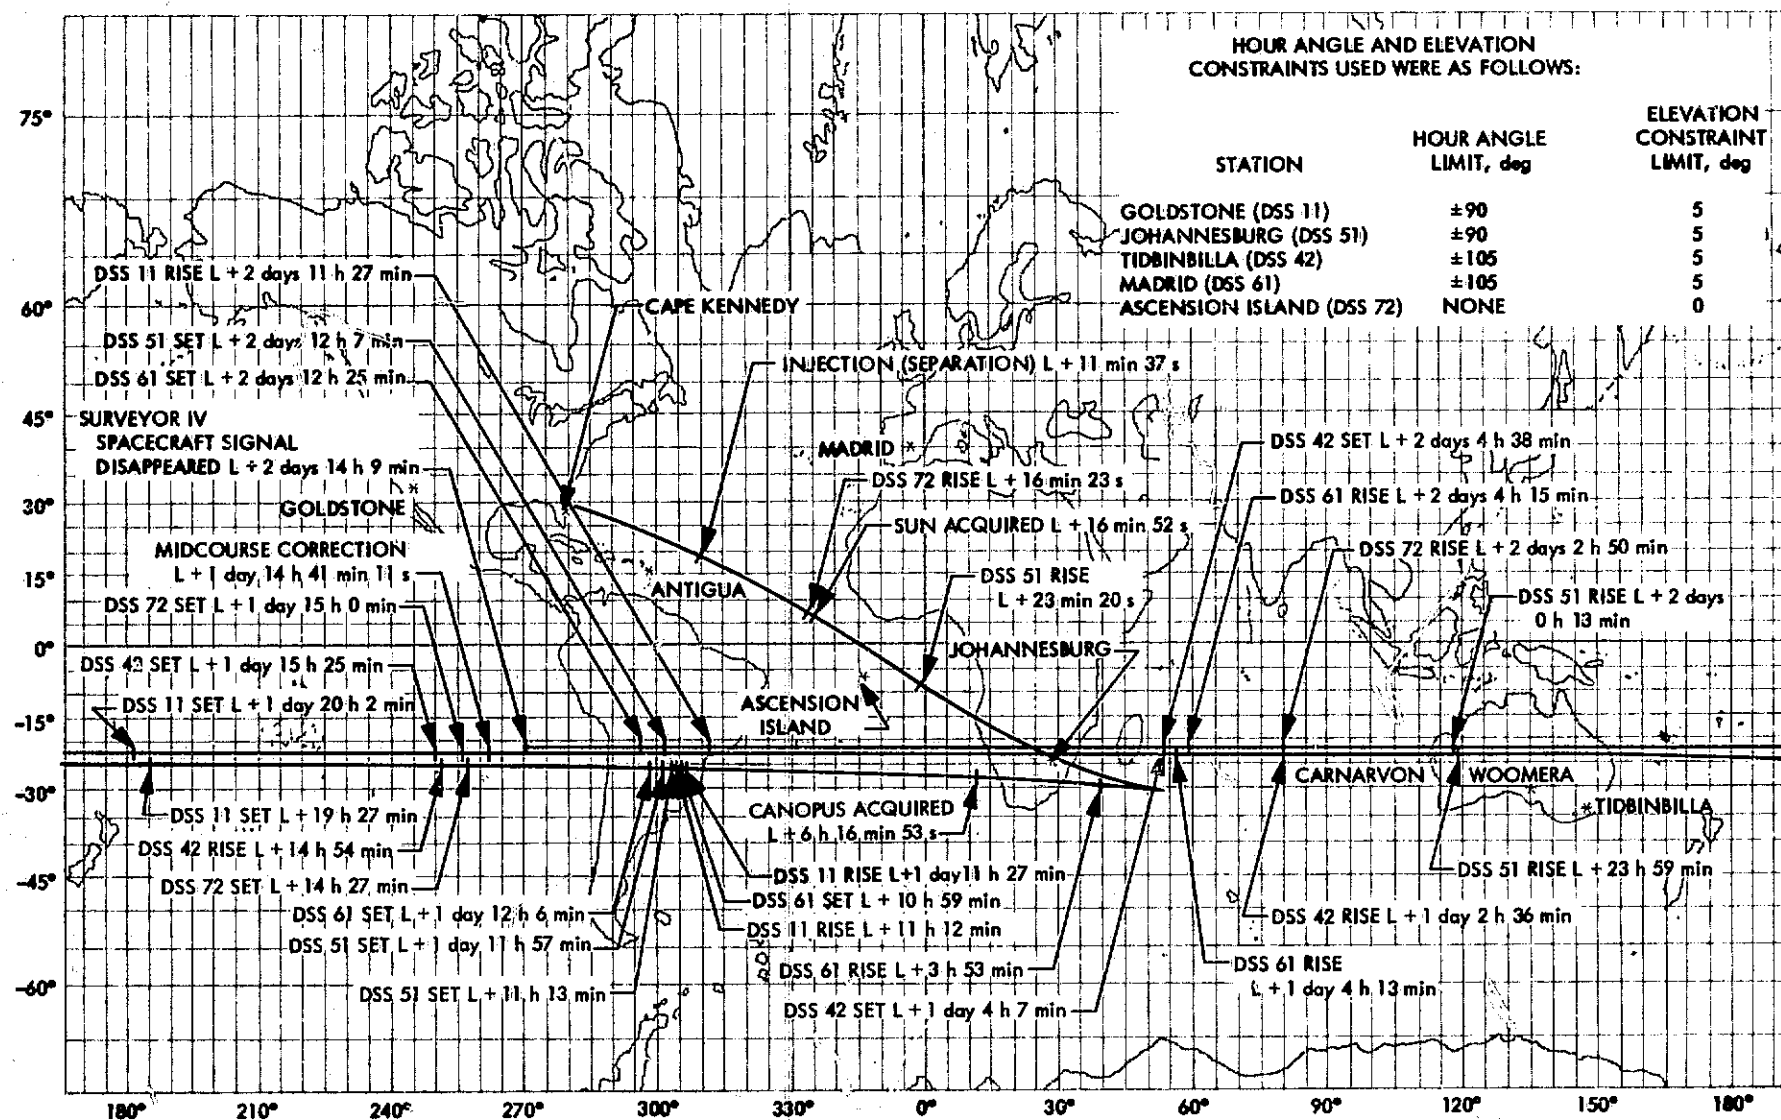 HOUR ANGLE AND ELEVATION
CONSTRAINTS USED WERE AS FOLLOWS:
STATION HOUR ANGLE LIMIT, deg ELEVATION CONSTRAINT LIMIT, deg
GOLDSTONE (DSS 11) ±90 5
JOHANNESBURG (DSS 51) ±90 5
TIDBINBILLA (DSS 42) ±105 5
MADRID (DSS 61) ±105 5
ASCENSION ISLAND (DSS 72) NONE 0
75°
60°
45°
30°
15°
0°
-15°
-30°
-45°
-60°
DSS 11 RISE L + 2 days 11 h 27 min
CAPE KENNEDY
DSS 51 SET L + 2 days 12 h 7 min
DSS 61 SET L + 2 days 12 h 25 min
INJECTION (SEPARATION) L + 11 min 37 s
SURVEYOR IV
SPACECRAFT SIGNAL
DISAPPEARED L + 2 days 14 h 9 min
GOLDSTONE
MADRID
DSS 72 RISE L + 16 min 23 s
SUN ACQUIRED L + 16 min 52 s
DSS 42 SET L + 2 days 4 h 38 min
DSS 61 RISE L + 2 days 4 h 15 min
DSS 72 RISE L + 2 days 2 h 50 min
DSS 51 RISE L + 2 days
0 h 13 min
MIDCOURSE CORRECTION
L + 1 day 14 h 41 min 11 s
DSS 72 SET L + 1 day 15 h 0 min
ANTIGUA
DSS 51 RISE
L + 23 min 20 s
JOHANNESBURG
DSS 42 SET L + 1 day 15 h 25 min
DSS 11 SET L + 1 day 20 h 2 min
ASCENSION
ISLAND
CARNARVON
WOOMERA
TIDBINBILLA
DSS 11 SET L + 19 h 27 min
DSS 42 RISE L + 14 h 54 min
DSS 72 SET L + 14 h 27 min
CANOPUS ACQUIRED
L + 6 h 16 min 53 s
DSS 11 RISE L+1 day 11 h 27 min
DSS 61 SET L + 10 h 59 min
DSS 11 RISE L + 11 h 12 min
DSS 61 SET L + 1 day 12 h 6 min
DSS 51 SET L + 1 day 11 h 57 min
DSS 51 SET L + 11 h 13 min
DSS 61 RISE L + 3 h 53 min
DSS 42 SET L + 1 day 4 h 7 min
DSS 51 RISE L + 23 h 59 min
DSS 42 RISE L + 1 day 2 h 36 min
DSS 61 RISE
L + 1 day 4 h 13 min
180° 210° 240° 270° 300° 330° 0° 30° 60° 90° 120° 150° 180°